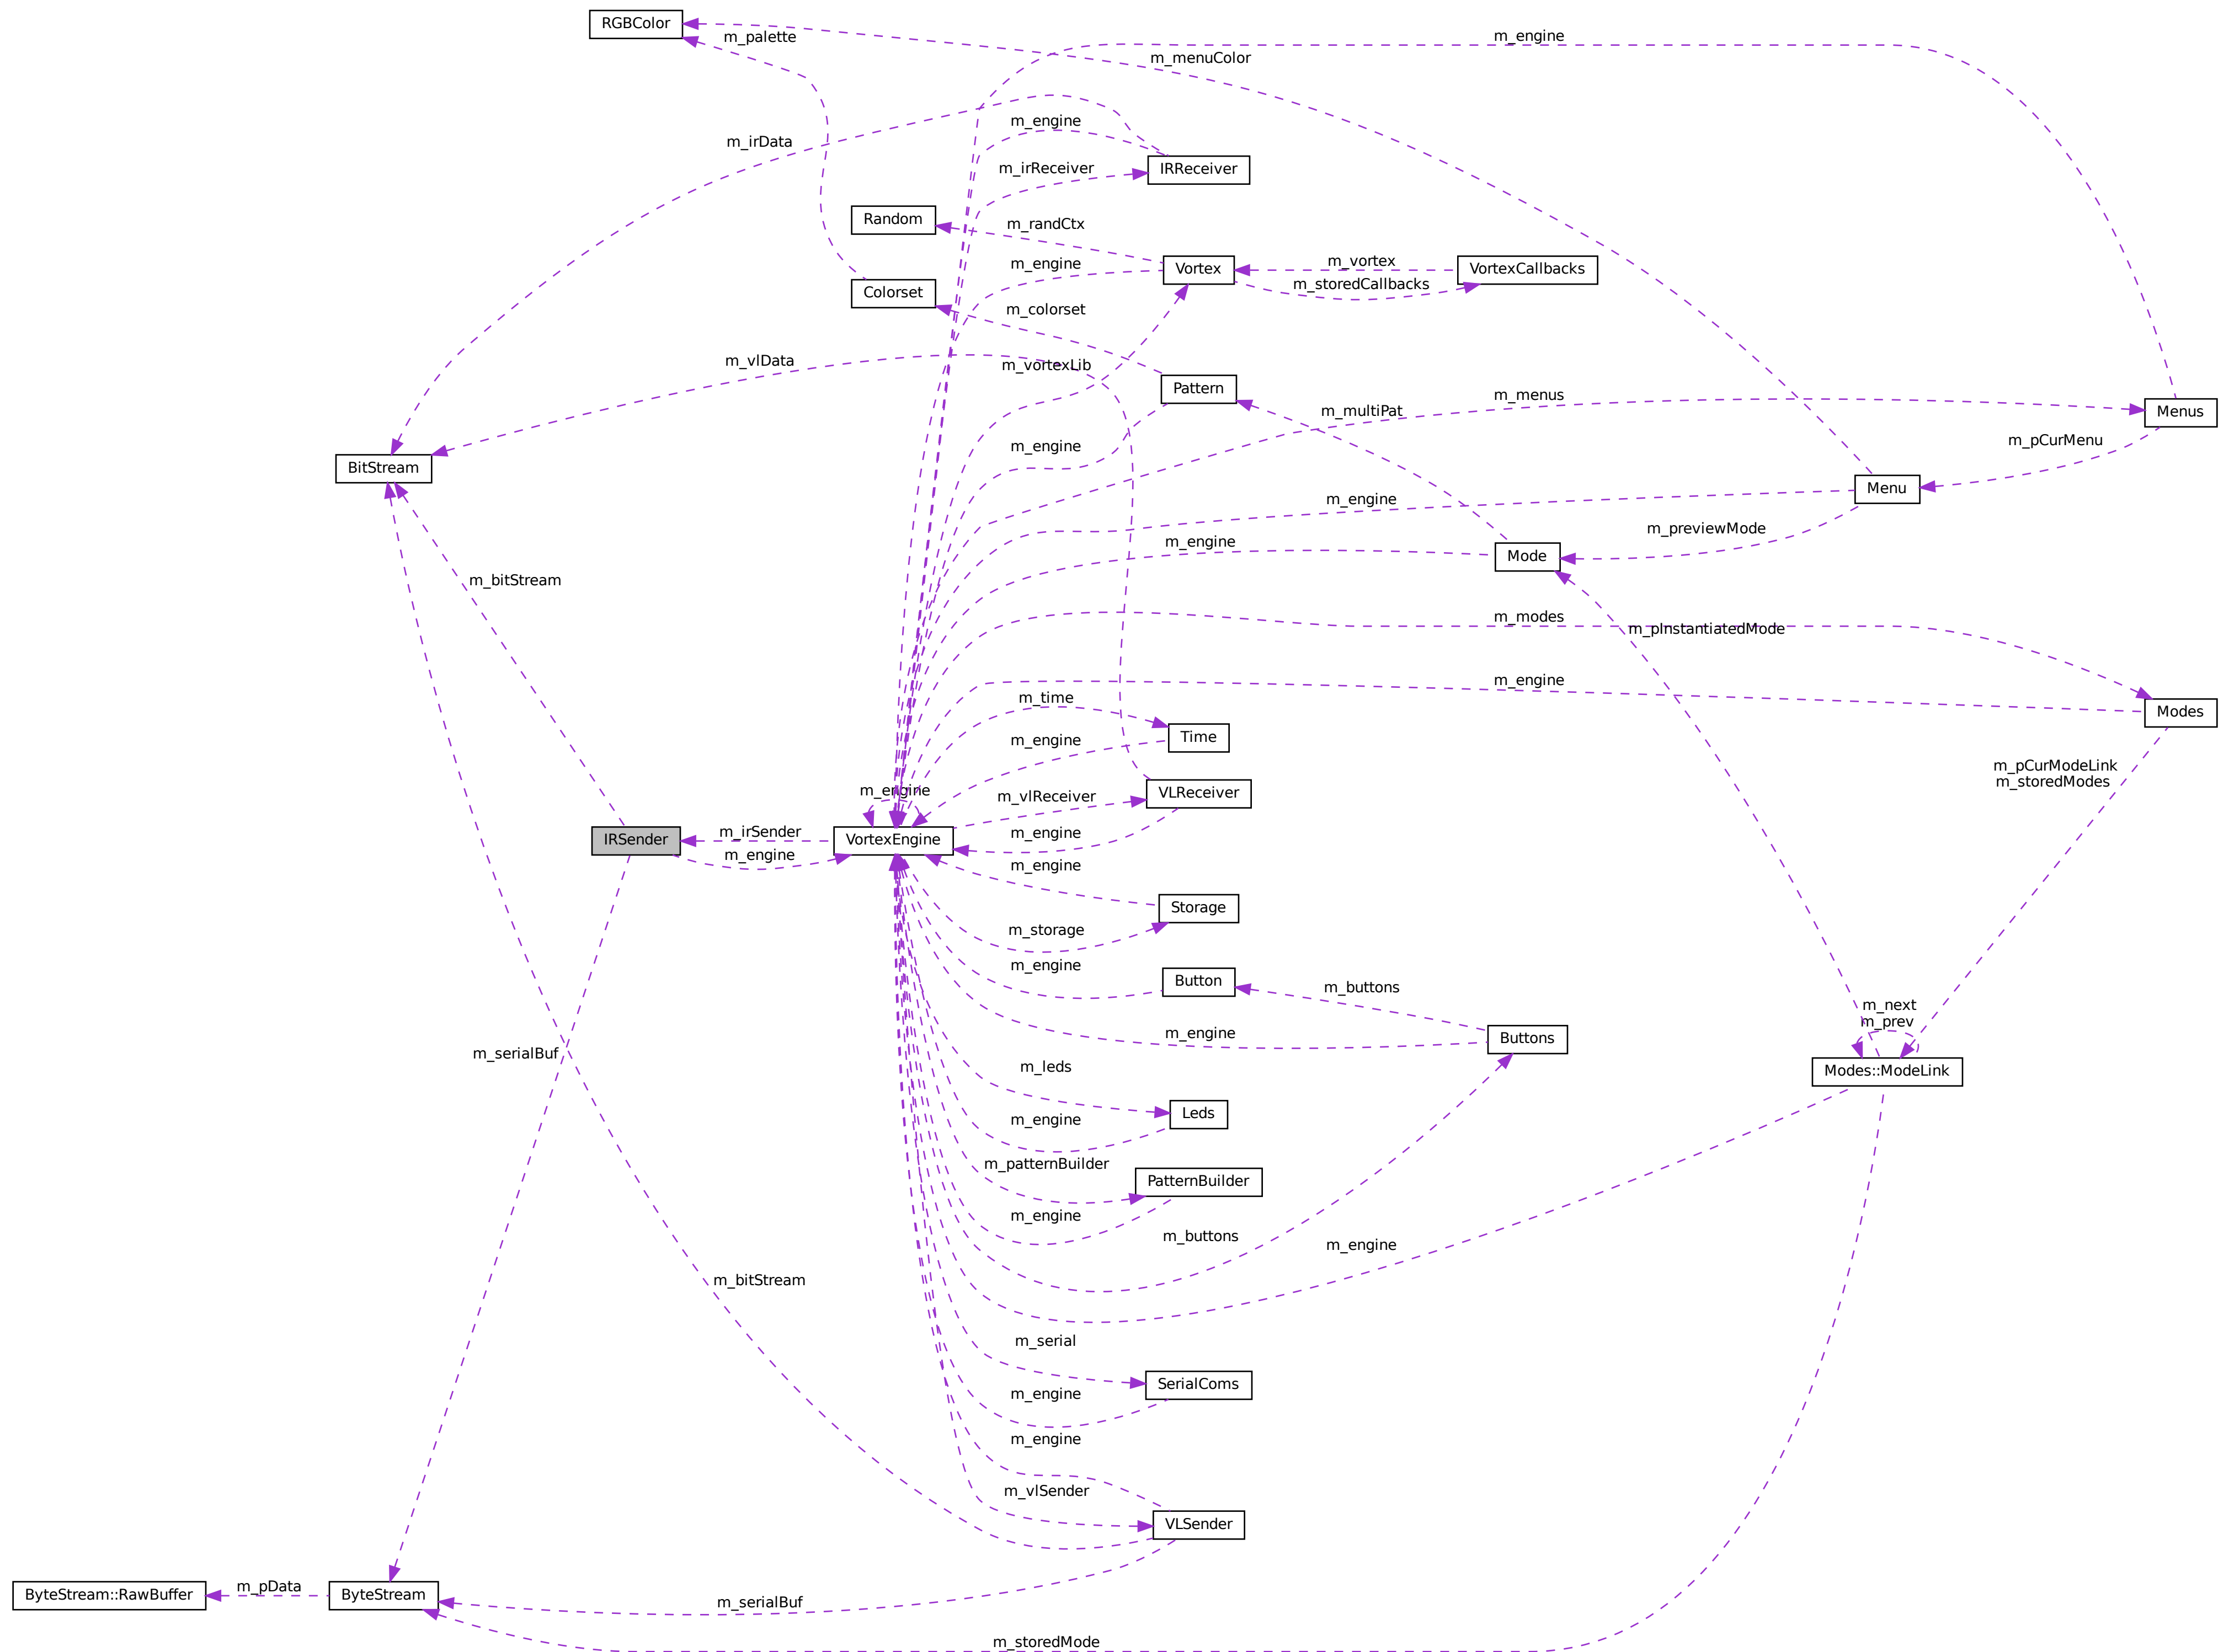 RGBColor
m_palette
m_engine
m_menuColor
m_irData
m_engine
m_irReceiver
IRReceiver
Random
m_randCtx
m_engine
Vortex
m_vortex
m_storedCallbacks
VortexCallbacks
Colorset
m_colorset
m_vlData
m_vortexLib
Pattern
m_multiPat
m_menus
Menus
m_pCurMenu
m_engine
BitStream
Menu
m_engine
m_previewMode
m_engine
Mode
m_bitStream
m_modes
m_pInstantiatedMode
m_engine
m_time
Modes
Time
m_engine
m_pCurModeLink
m_storedModes
m_engine
m_vlReceiver
VLReceiver
IRSender
m_irSender
m_engine
VortexEngine
m_engine
m_engine
Storage
m_storage
m_engine
Button
m_buttons
m_next
m_prev
m_engine
Buttons
m_serialBuf
m_leds
Modes::ModeLink
Leds
m_engine
m_patternBuilder
PatternBuilder
m_engine
m_buttons
m_engine
m_bitStream
m_serial
SerialComs
m_engine
m_engine
m_vlSender
VLSender
ByteStream::RawBuffer
m_pData
ByteStream
m_serialBuf
m_storedMode